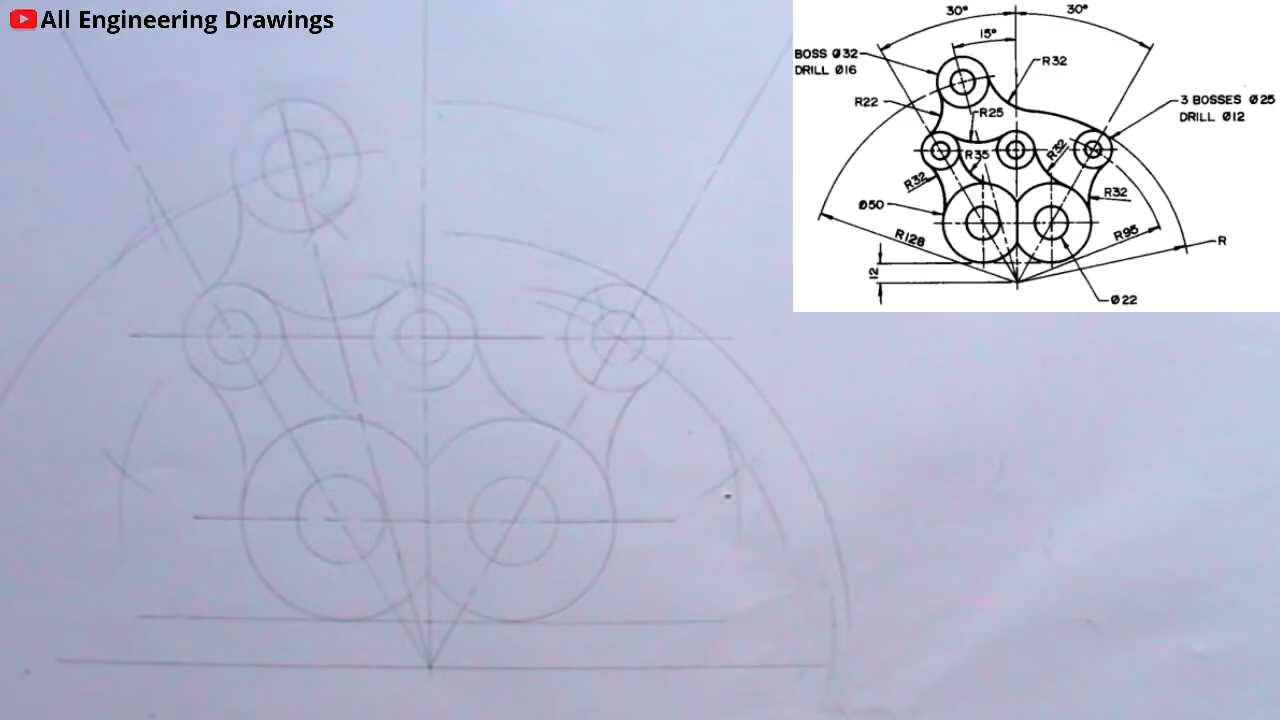 All Engineering Drawings
30°
30°
15°
BOSS Ø32
DRILL Ø16
R32
R22
R25
3 BOSSES Ø25
DRILL Ø12
R35
R32
R32
R32
Ø50
R128
R95
R
12
Ø22